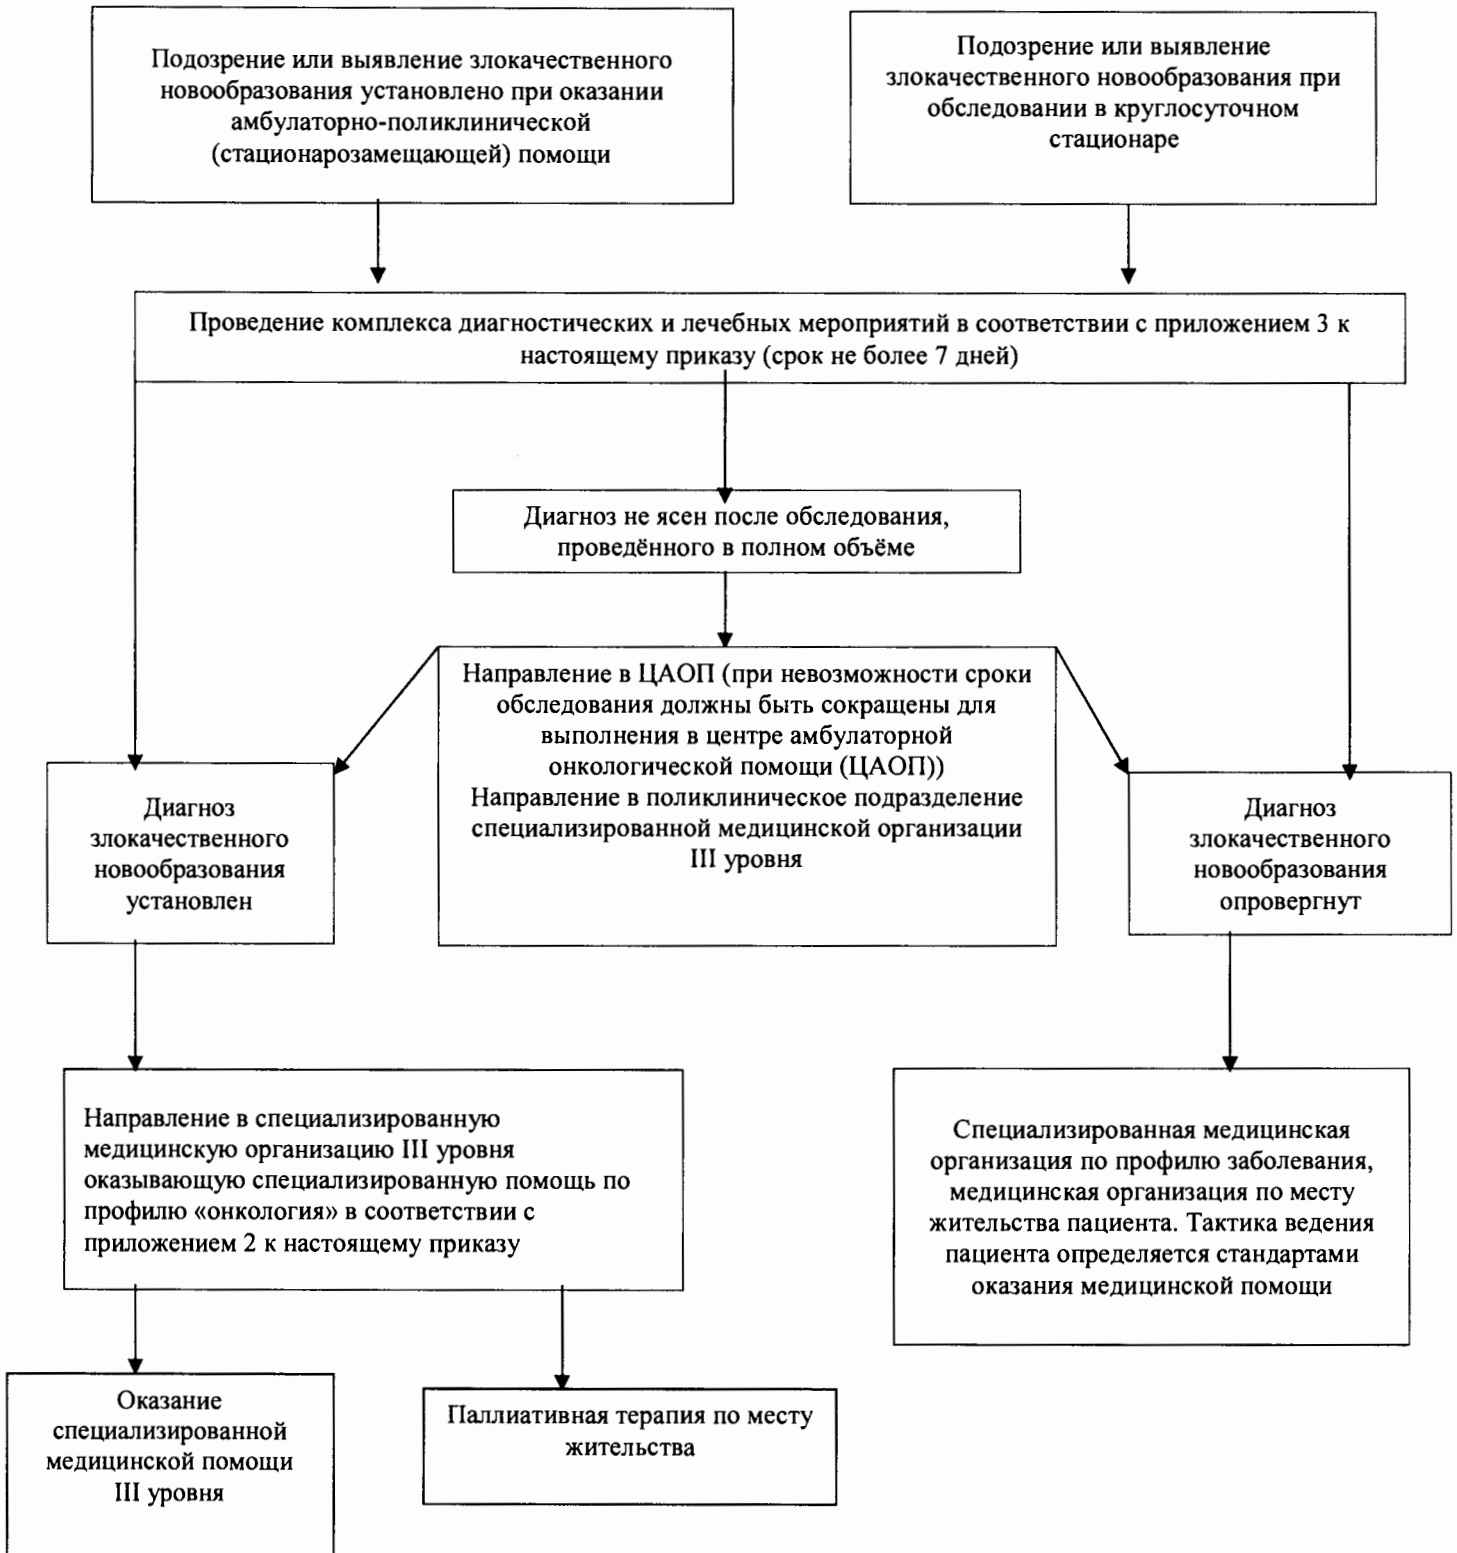 Подозрение или выявление злокачественного
новообразования установлено при оказании
амбулаторно-поликлинической
(стационарозамещающей) помощи
Подозрение или выявление
злокачественного новообразования при
обследовании в круглосуточном
стационаре
Проведение комплекса диагностических и лечебных мероприятий в соответствии с приложением 3 к
настоящему приказу (срок не более 7 дней)
Диагноз не ясен после обследования,
проведённого в полном объёме
Направление в ЦАОП (при невозможности сроки
обследования должны быть сокращены для
выполнения в центре амбулаторной
онкологической помощи (ЦАОП))
Направление в поликлиническое подразделение
специализированной медицинской организации
III уровня
Диагноз
злокачественного
новообразования
установлен
Диагноз
злокачественного
новообразования
опровергнут
Направление в специализированную
медицинскую организацию III уровня
оказывающую специализированную помощь по
профилю «онкология» в соответствии с
приложением 2 к настоящему приказу
Специализированная медицинская
организация по профилю заболевания,
медицинская организация по месту
жительства пациента. Тактика ведения
пациента определяется стандартами
оказания медицинской помощи
Оказание
специализированной
медицинской помощи
III уровня
Паллиативная терапия по месту
жительства